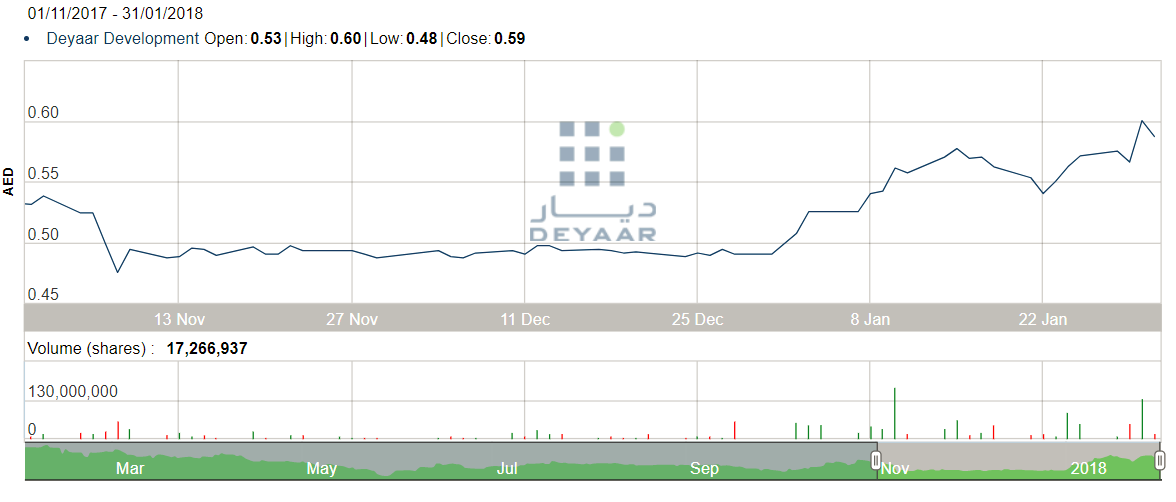 01/11/2017 - 31/01/2018
• Deyaar Development Open: 0.53 | High: 0.60 | Low: 0.48 | Close: 0.59
AED
0.60
0.55
0.50
0.45
ديار
DEYAAR
13 Nov 27 Nov 11 Dec 25 Dec 8 Jan 22 Jan
Volume (shares) : 17,266,937
130,000,000
0
Mar May Jul Sep Nov 2018